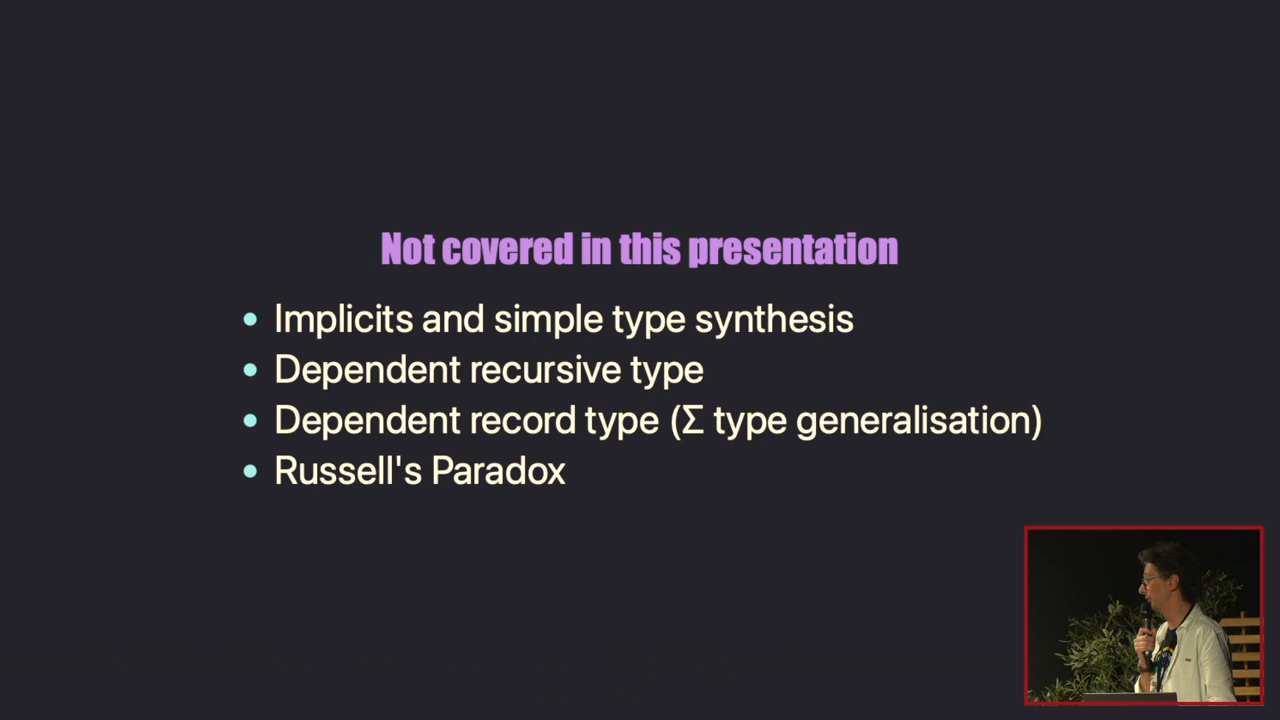 Not covered in this presentation
• Implicits and simple type synthesis
• Dependent recursive type
• Dependent record type (Σ type generalisation)
• Russell's Paradox